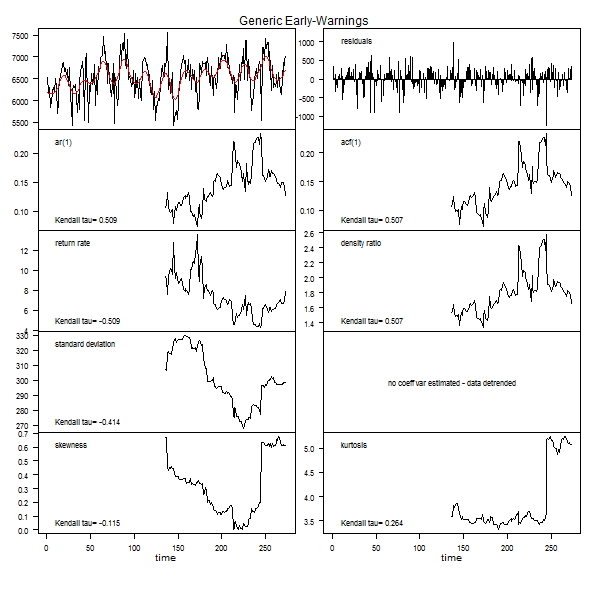 Generic Early-Warnings
7500
7000
6500
6000
5500
residuals
1000
500
0
-500
-1000
ar(1)
0.20
0.15
0.10
Kendall tau= 0.509
acf(1)
0.20
0.15
0.10
Kendall tau= 0.507
return rate
12
10
8
6
4
Kendall tau= -0.509
density ratio
2.6
2.4
2.2
2.0
1.8
1.6
1.4
Kendall tau= 0.507
standard deviation
330
320
310
300
290
280
270
Kendall tau= -0.414
no coeff var estimated - data detrended
skewness
0.7
0.6
0.5
0.4
0.3
0.2
0.1
0.0
Kendall tau= -0.115
0 50 100 150 200 250
time
kurtosis
5.0
4.5
4.0
3.5
Kendall tau= 0.264
0 50 100 150 200 250
time